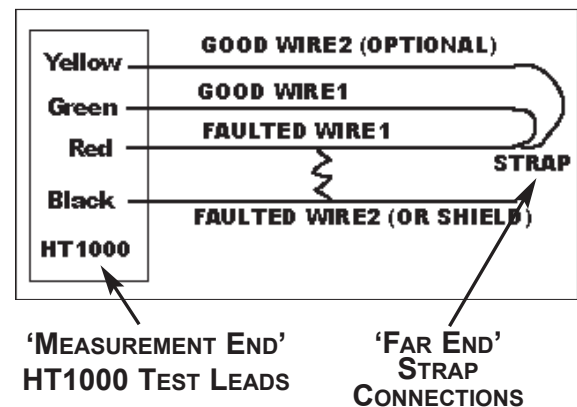 GOOD WIRE2 (OPTIONAL)
Yellow
GOOD WIRE1
Green
FAULTED WIRE1
Red
STRAP
Black
FAULTED WIRE2 (OR SHIELD)
HT1000
‘MEASUREMENT END’
HT1000 TEST LEADS
‘FAR END’
STRAP
CONNECTIONS